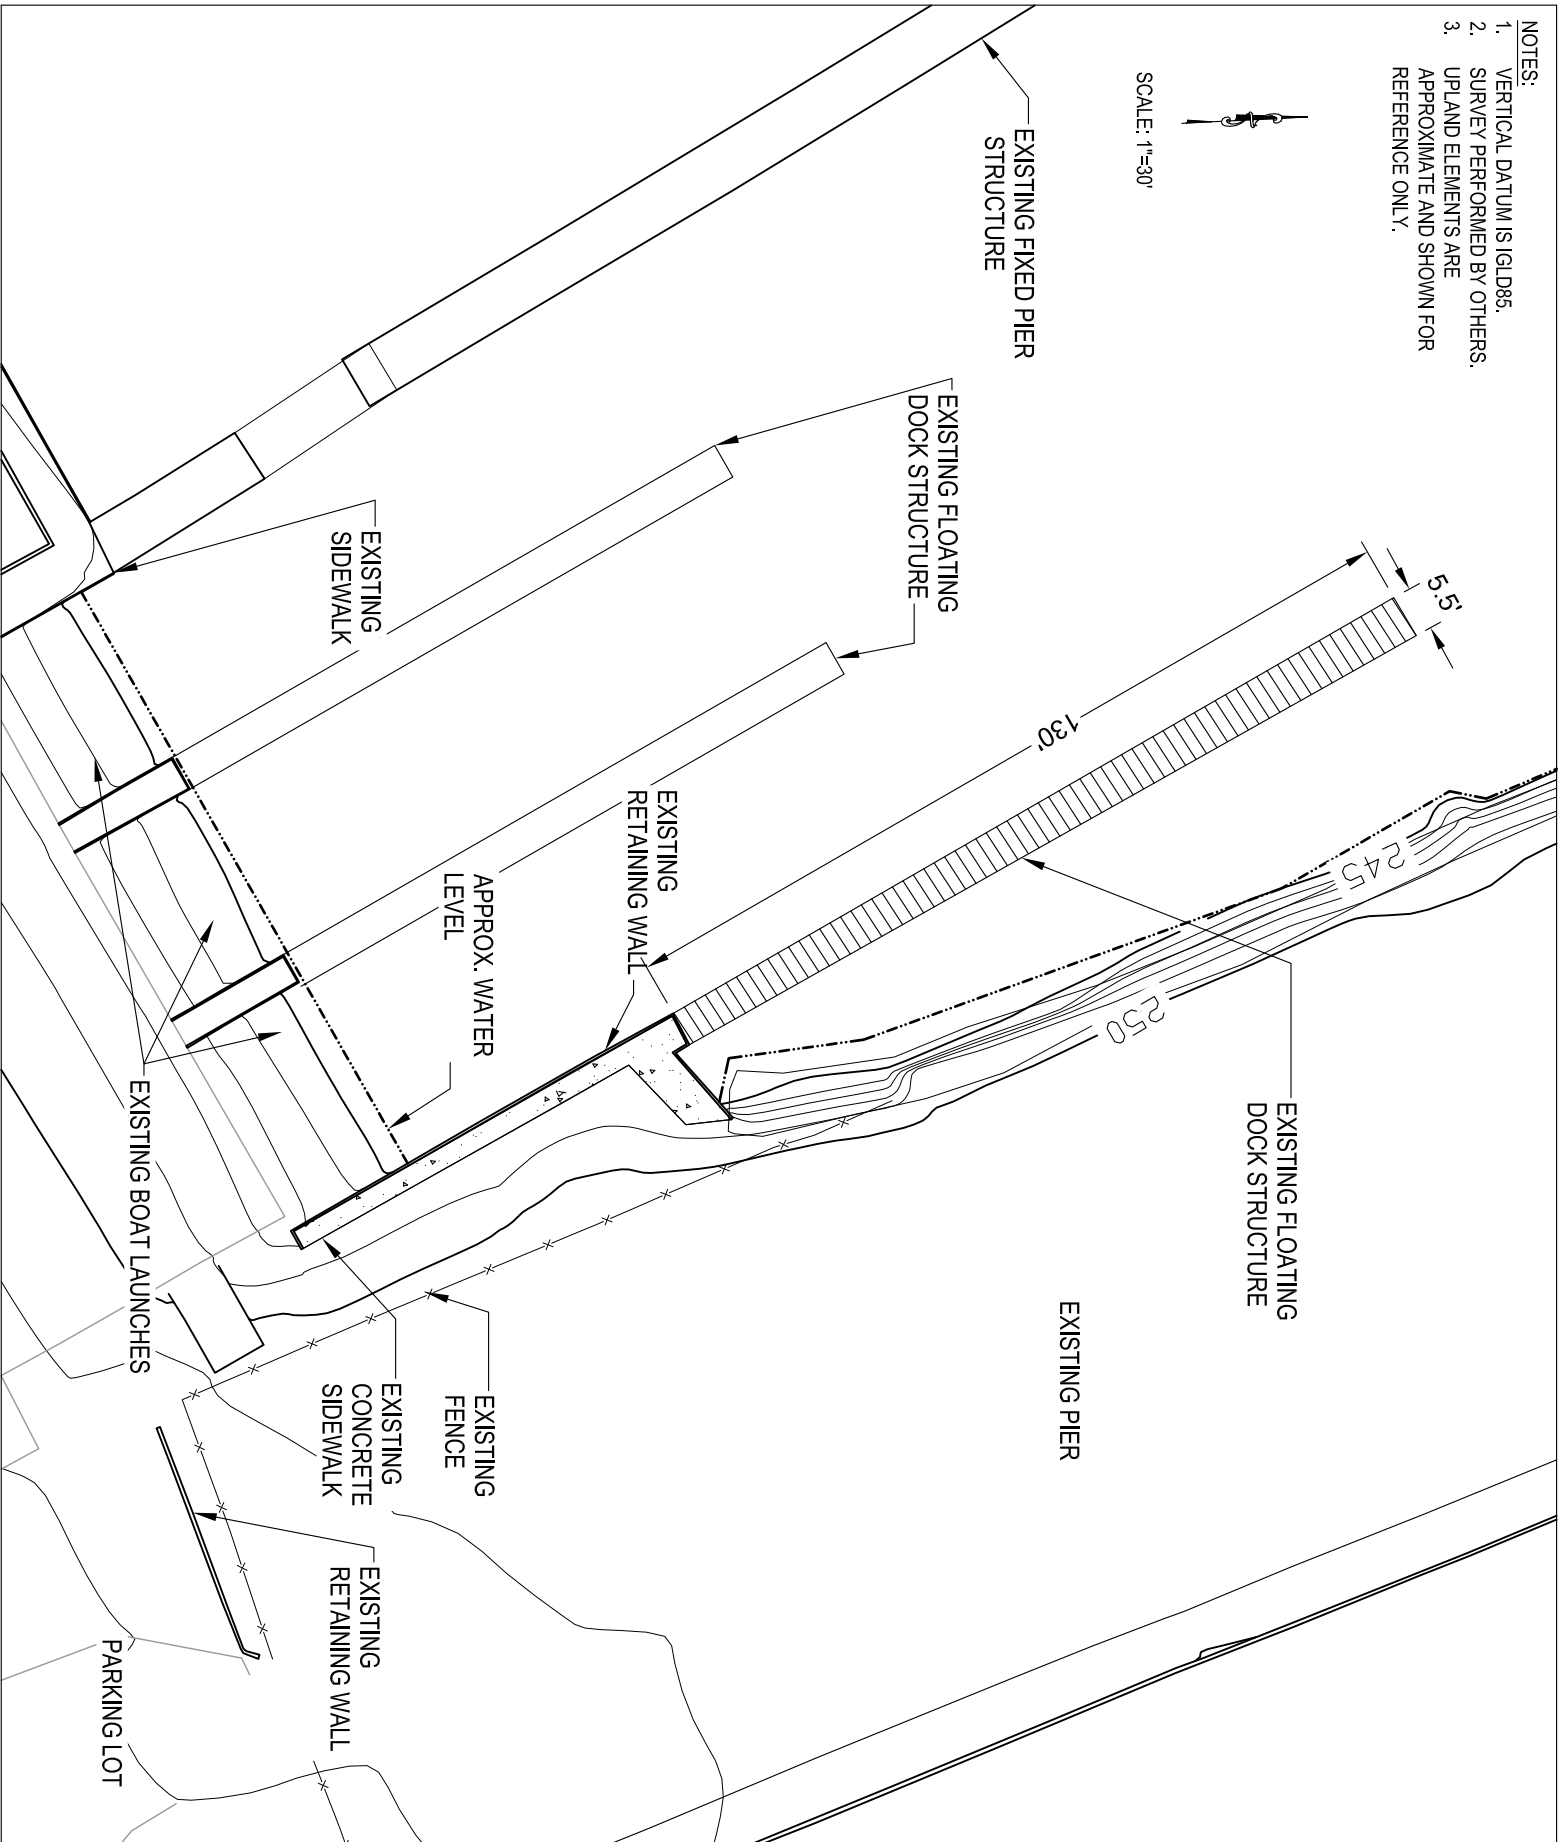 NOTES:
1. VERTICAL DATUM IS IGLD85.
2. SURVEY PERFORMED BY OTHERS.
3. UPLAND ELEMENTS ARE
APPROXIMATE AND SHOWN FOR
REFERENCE ONLY.
SCALE: 1"=30'
EXISTING FIXED PIER
STRUCTURE
EXISTING FLOATING
DOCK STRUCTURE
EXISTING
SIDEWALK
5.5'
130'
EXISTING
RETAINING WALL
APPROX. WATER
LEVEL
245
250
EXISTING FLOATING
DOCK STRUCTURE
EXISTING BOAT LAUNCHES
EXISTING PIER
EXISTING
FENCE
EXISTING
CONCRETE
SIDEWALK
EXISTING
RETAINING WALL
PARKING LOT